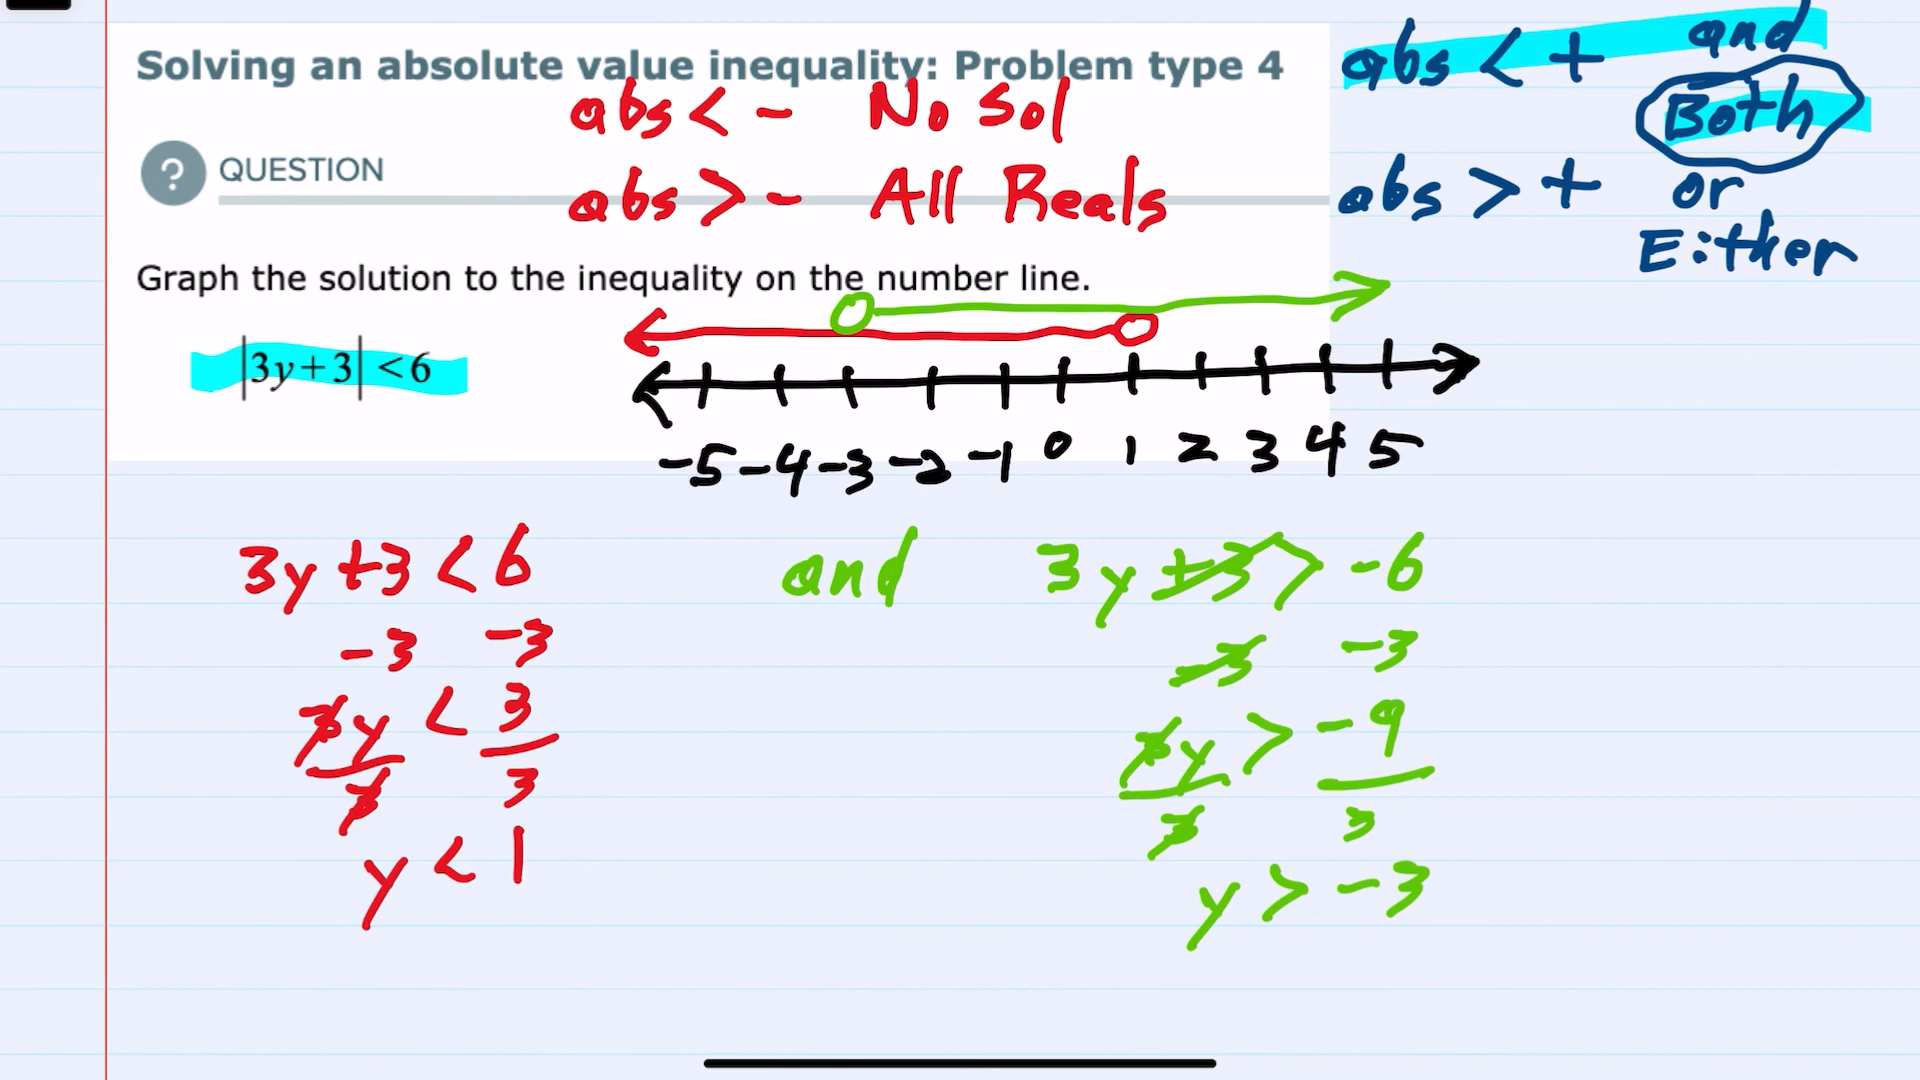 Solving an absolute value inequality: Problem type 4
abs < + and
Both
abs < - No Sol
? QUESTION
abs > - All Reals
abs > + or
Either
Graph the solution to the inequality on the number line.
|3y+3| <6
-5 -4 -3 -2 -1 0 1 2 3 4 5
3y +3 < 6 and 3y +3 > -6
-3 -3 -3 -3
3y < 3 3y > -9
3 3 3 3
y < 1 y > -3